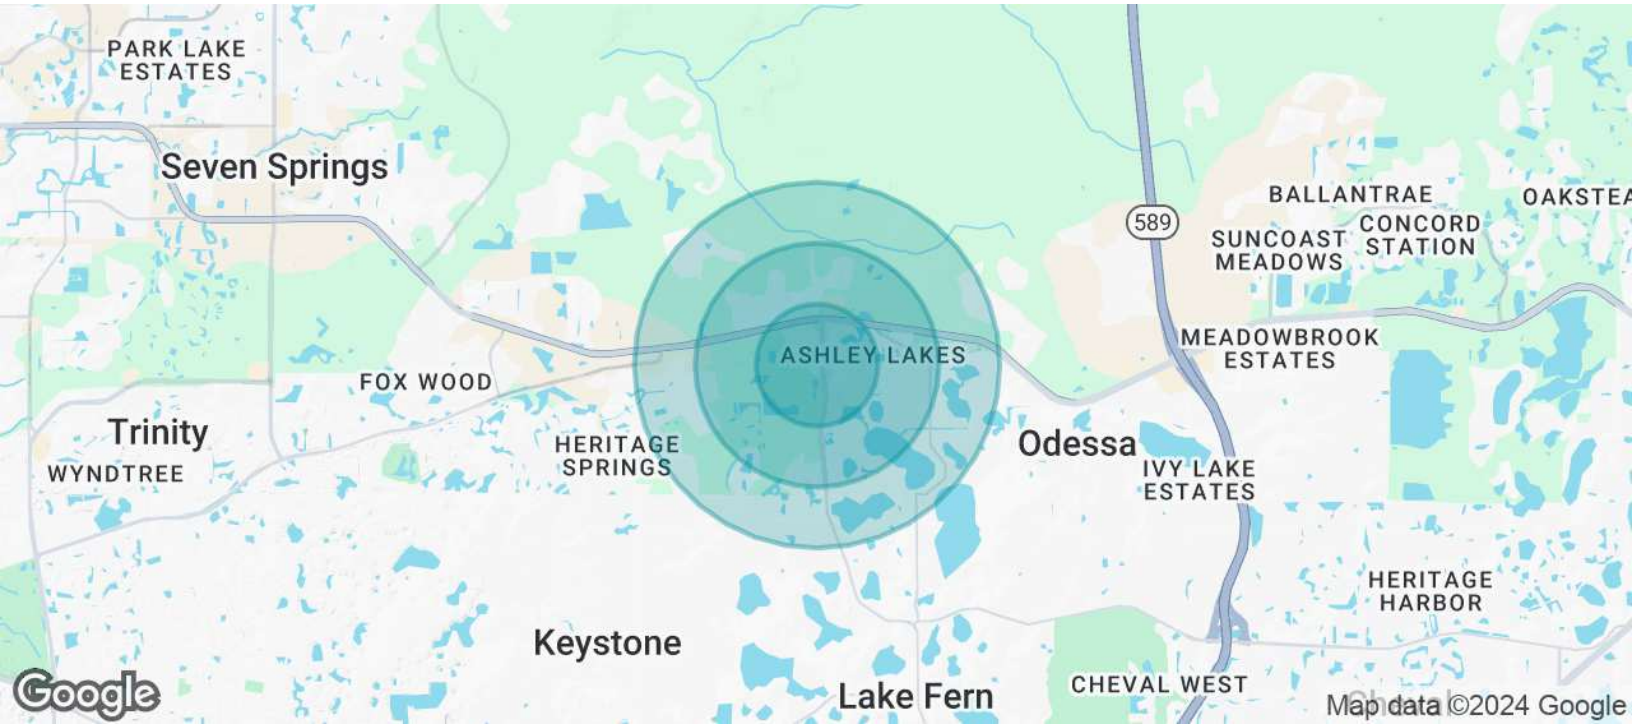 PARK LAKE
ESTATES
Seven Springs
589
BALLANTRAE
OAKSTEA
CONCORD
STATION
SUNCOAST
MEADOWS
MEADOWBROOK
ESTATES
ASHLEY LAKES
FOX WOOD
Trinity
WYNDTREE
HERITAGE
SPRINGS
Odessa
IVY LAKE
ESTATES
HERITAGE
HARBOR
Keystone
CHEVAL WEST
Lake Fern
Google
Cheval
Map data ©2024 Google